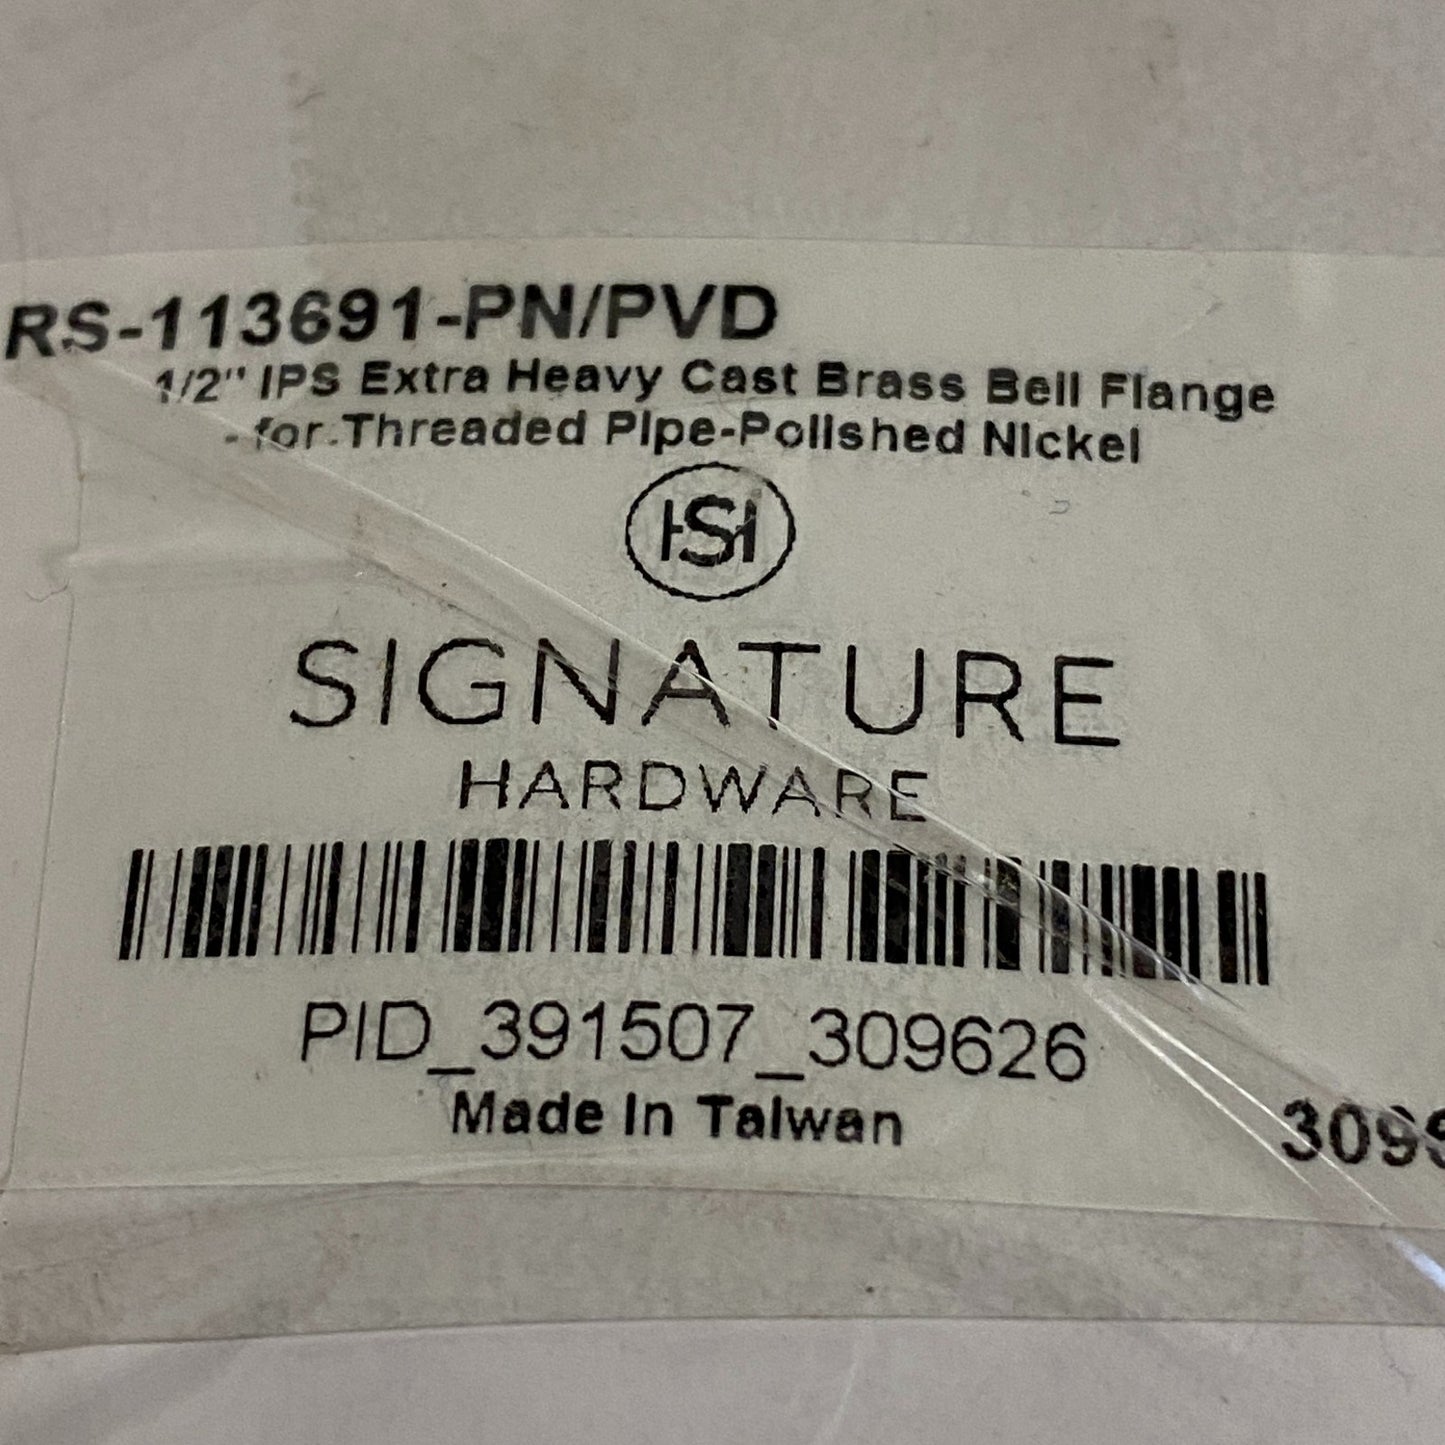 RS-113691-PN/PVD
1/2" IPS Extra Heavy Cast Brass Bell Flange
- for Threaded Pipe-Polished Nickel
HSI
SIGNATURE
HARDWARE
PID_391507_309626
Made In Taiwan